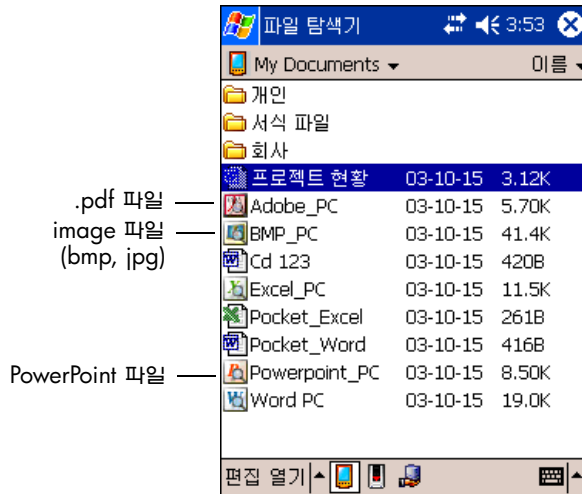 파일 탐색기 3:53
My Documents 이름
개인
서식 파일
회사
프로젝트 현황 03-10-15 3.12K
.pdf 파일 Adobe_PC 03-10-15 5.70K
image 파일 BMP_PC 03-10-15 41.4K
(bmp, jpg) Cd 123 03-10-15 420B
Excel_PC 03-10-15 11.5K
Pocket_Excel 03-10-15 261B
Pocket_Word 03-10-15 416B
PowerPoint 파일 Powerpoint_PC 03-10-15 8.50K
Word PC 03-10-15 19.0K
편집 열기